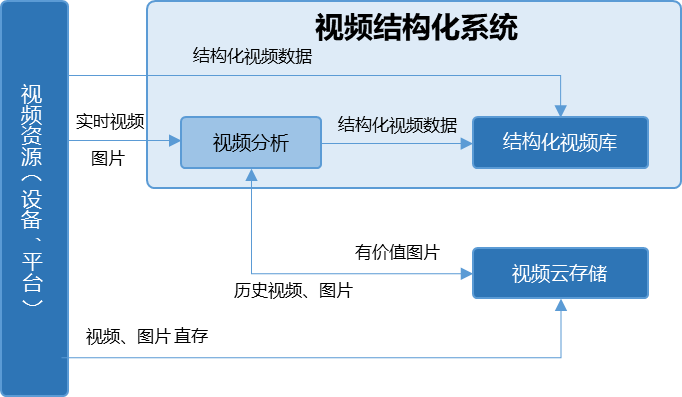 视频结构化系统
结构化视频数据
视频资源（设备、平台）
实时视频
图片
视频分析
结构化视频数据
结构化视频库
有价值图片
历史视频、图片
视频云存储
视频、图片直存